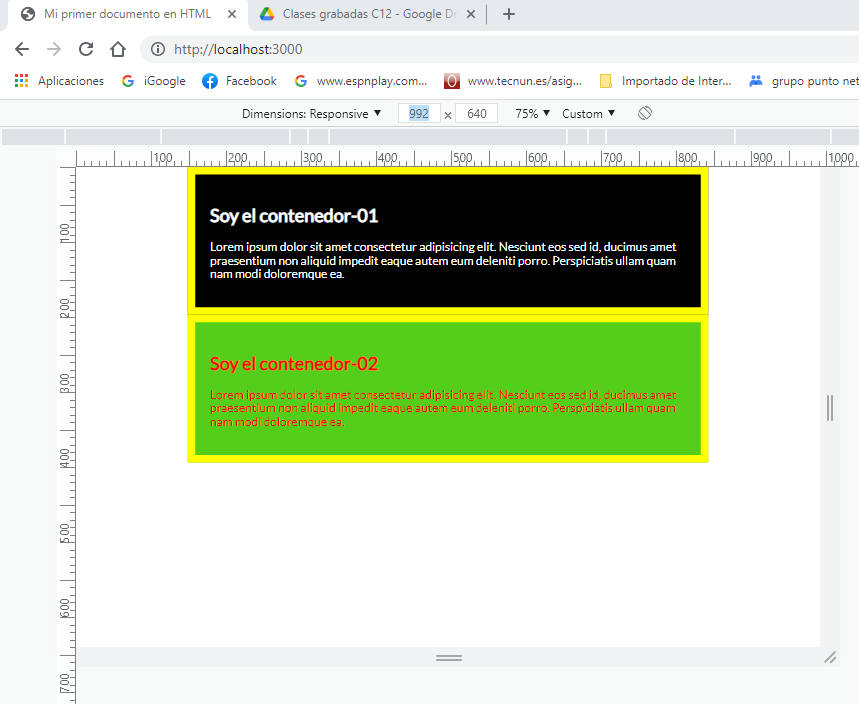 Mi primer documento en HTML
Clases grabadas C12 - Google Dr
http://localhost:3000
Aplicaciones iGoogle Facebook www.espnplay.com... www.tecnun.es/asig... Importado de Inter... grupo punto net
Dimensions: Responsive 992 × 640 75% Custom
100 200 300 400 500 600 700 800 900 1000
100
200
300
400
500
600
700
Soy el contenedor-01
Lorem ipsum dolor sit amet consectetur adipisicing elit. Nesciunt eos sed id, ducimus amet
praesentium non aliquid impedit eaque autem eum deleniti porro. Perspiciatis ullam quam
nam modi doloremque ea.
Soy el contenedor-02
Lorem ipsum dolor sit amet consectetur adipisicing elit. Nesciunt eos sed id, ducimus amet
praesentium non aliquid impedit eaque autem eum deleniti porro. Perspiciatis ullam quam
nam modi doloremque ea.